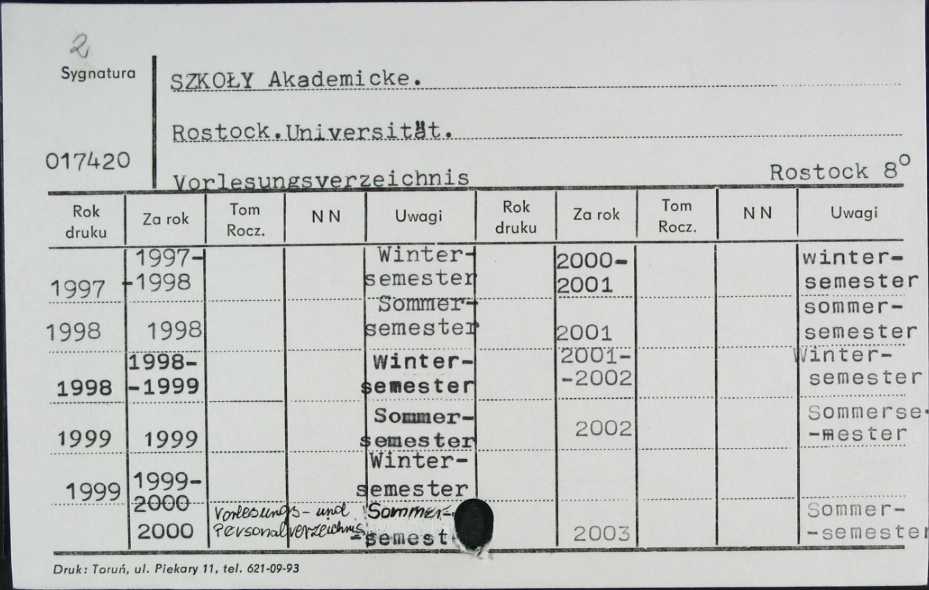 2
Sygnatura
SZKOŁY Akademicke.
Rostock.Universität.
017420
Vorlesungsverzeichnis Rostock 8°
Rok druku Za rok Tom Rocz. N N Uwagi Rok druku Za rok Tom Rocz. N N Uwagi
1997 1997-
-1998 Winter-
semester 2000-
2001 winter-
semester
1998 1998 Sommer-
semester 2001 sommer-
semester
1998 1998-
-1999 Winter-
semester 2001-
-2002 Winter-
semester
1999 1999 Sommer-
semester 2002 Sommerse-
-mester
1999 1999-
2000 Winter-
semester
2000 Vorlesungs- und
Personalverzeichnis Sommer-
-semest 2003 Sommer-
-semester
Druk: Toruń, ul. Piekary 11, tel. 621-09-93